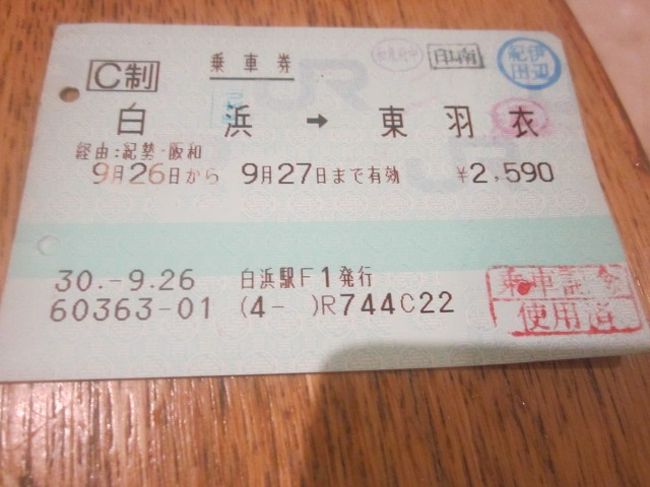 C制
乗車券
印南
紀伊
田辺
白浜 → 東羽衣
経由:紀勢・阪和
9月26日から 9月27日まで有効 ¥2,590
30.-9.26 白浜駅F1発行
60363-01 (4- )R744C22
乗車記念
使用済